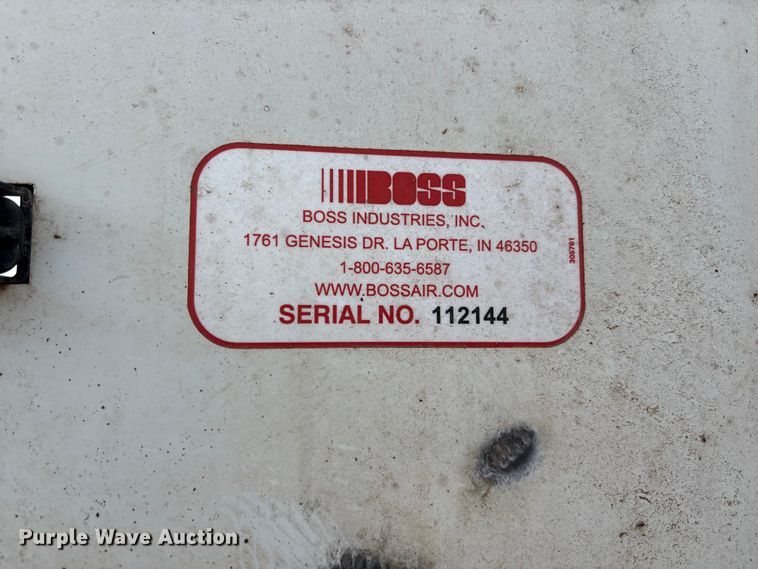 BOSS
BOSS INDUSTRIES, INC.
1761 GENESIS DR. LA PORTE, IN 46350
1-800-635-6587
WWW.BOSSAIR.COM
SERIAL NO. 112144
305761
Purple Wave Auction